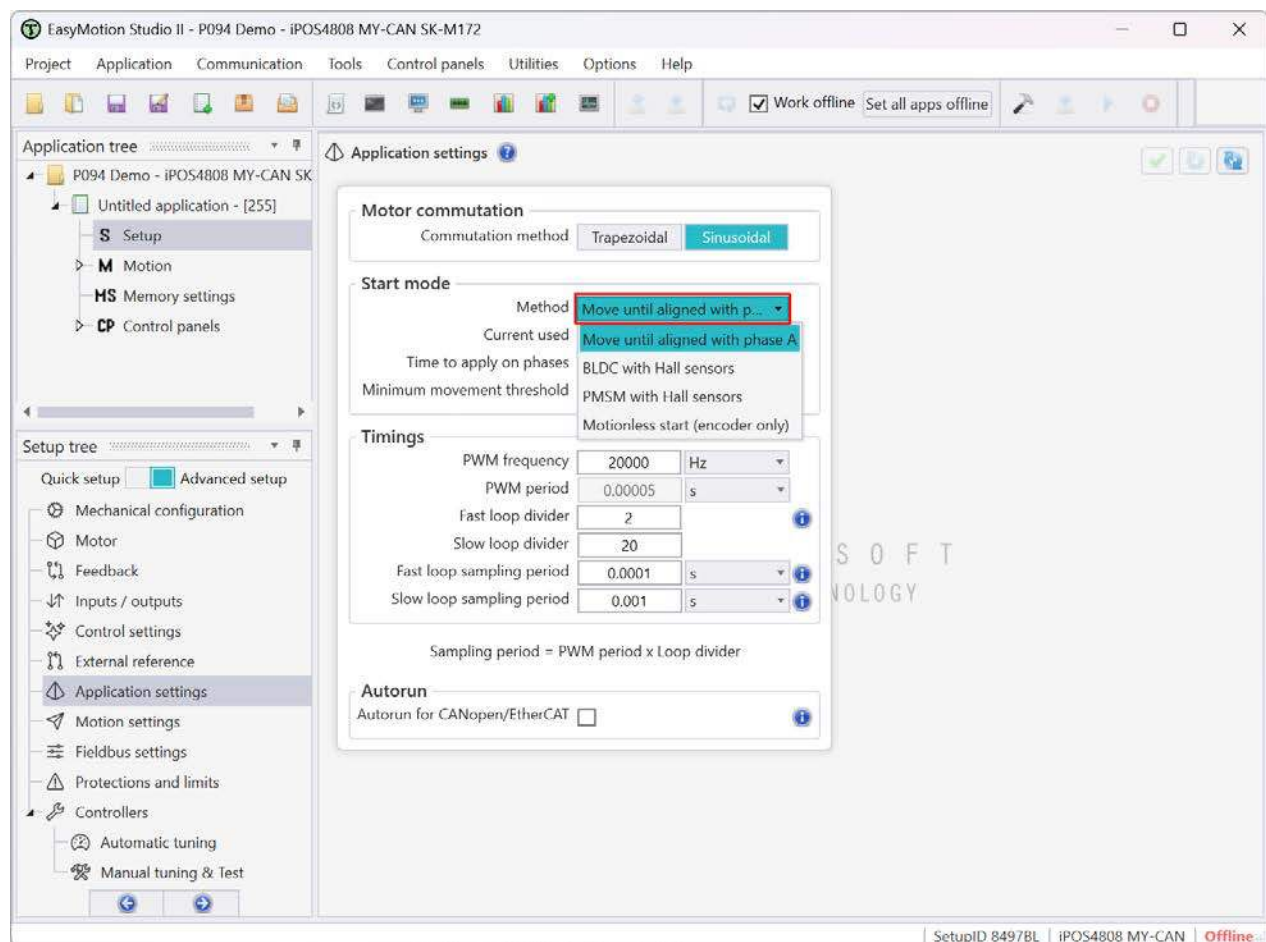 EasyMotion Studio II - P094 Demo - iPOS4808 MY-CAN SK-M172
Project Application Communication Tools Control panels Utilities Options Help
Work offline Set all apps offline
Application tree
P094 Demo - iPOS4808 MY-CAN SK
Untitled application - [255]
S Setup
M Motion
MS Memory settings
CP Control panels
Setup tree
Quick setup Advanced setup
Mechanical configuration
Motor
Feedback
Inputs / outputs
Control settings
External reference
Application settings
Motion settings
Fieldbus settings
Protections and limits
Controllers
Automatic tuning
Manual tuning & Test
Application settings
Motor commutation
Commutation method Trapezoidal Sinusoidal
Start mode
Method Move until aligned with p...
Current used Move until aligned with phase A
Time to apply on phases BLDC with Hall sensors
Minimum movement threshold PMSM with Hall sensors
Motionless start (encoder only)
Timings
PWM frequency 20000 Hz
PWM period 0.00005 s
Fast loop divider 2
Slow loop divider 20
Fast loop sampling period 0.0001 s
Slow loop sampling period 0.001 s
Sampling period = PWM period x Loop divider
Autorun
Autorun for CANopen/EtherCAT
SOFT
NOLOGY
SetupID 8497BL iPOS4808 MY-CAN Offline